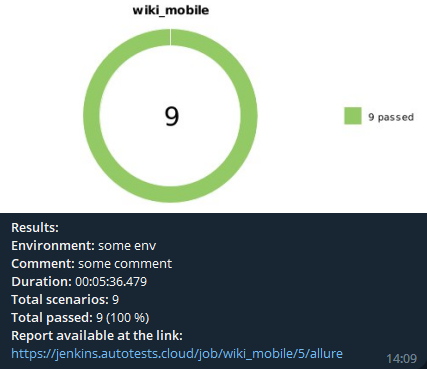 wiki_mobile
9
9 passed
Results:
Environment: some env
Comment: some comment
Duration: 00:05:36.479
Total scenarios: 9
Total passed: 9 (100 %)
Report available at the link:
https://jenkins.autotests.cloud/job/wiki_mobile/5/allure
14:09